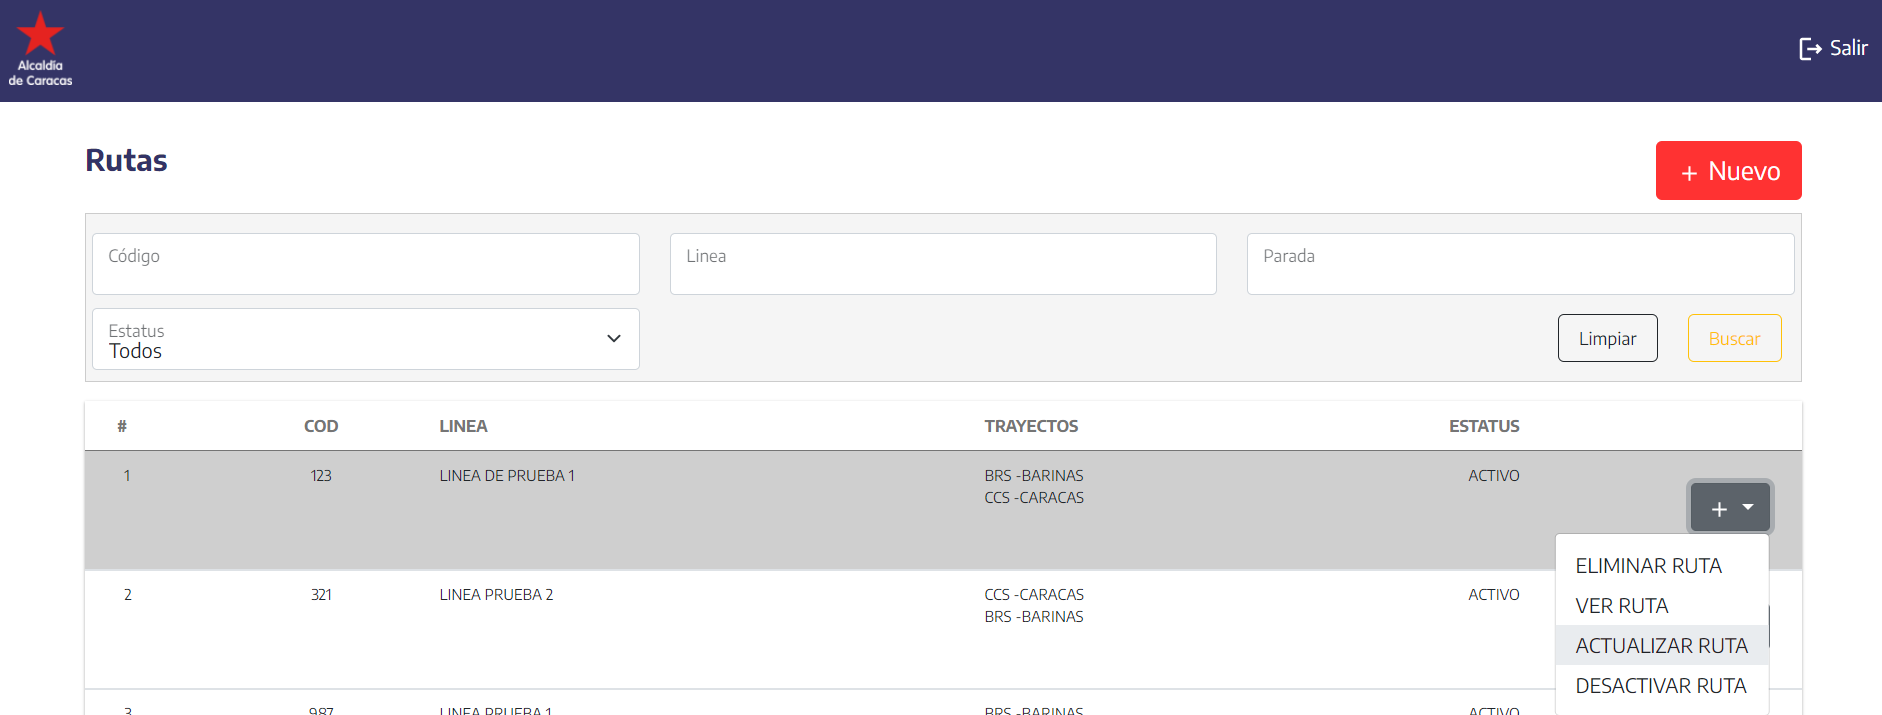 Alcaldía
de Caracas
Salir
Rutas
+ Nuevo
Código
Linea
Parada
Estatus
Todos
Limpiar
Buscar
# COD LINEA TRAYECTOS ESTATUS
1 123 LINEA DE PRUEBA 1 BRS -BARINAS ACTIVO
CCS -CARACAS
+
ELIMINAR RUTA
VER RUTA
ACTUALIZAR RUTA
DESACTIVAR RUTA
2 321 LINEA PRUEBA 2 CCS -CARACAS ACTIVO
BRS -BARINAS
3 987 LINEA PRUEBA 1 BRS -BARINAS ACTIVO